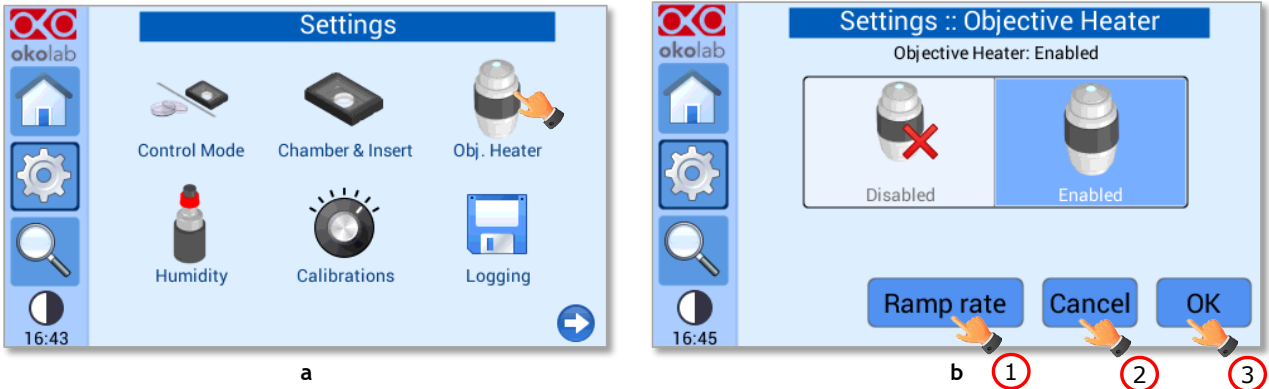 Settings
okolab
Control Mode
Chamber & Insert
Obj. Heater
Humidity
Calibrations
Logging
16:43
a
Settings :: Objective Heater
okolab
Objective Heater: Enabled
Disabled
Enabled
Ramp rate
Cancel
OK
16:45
b
1
2
3